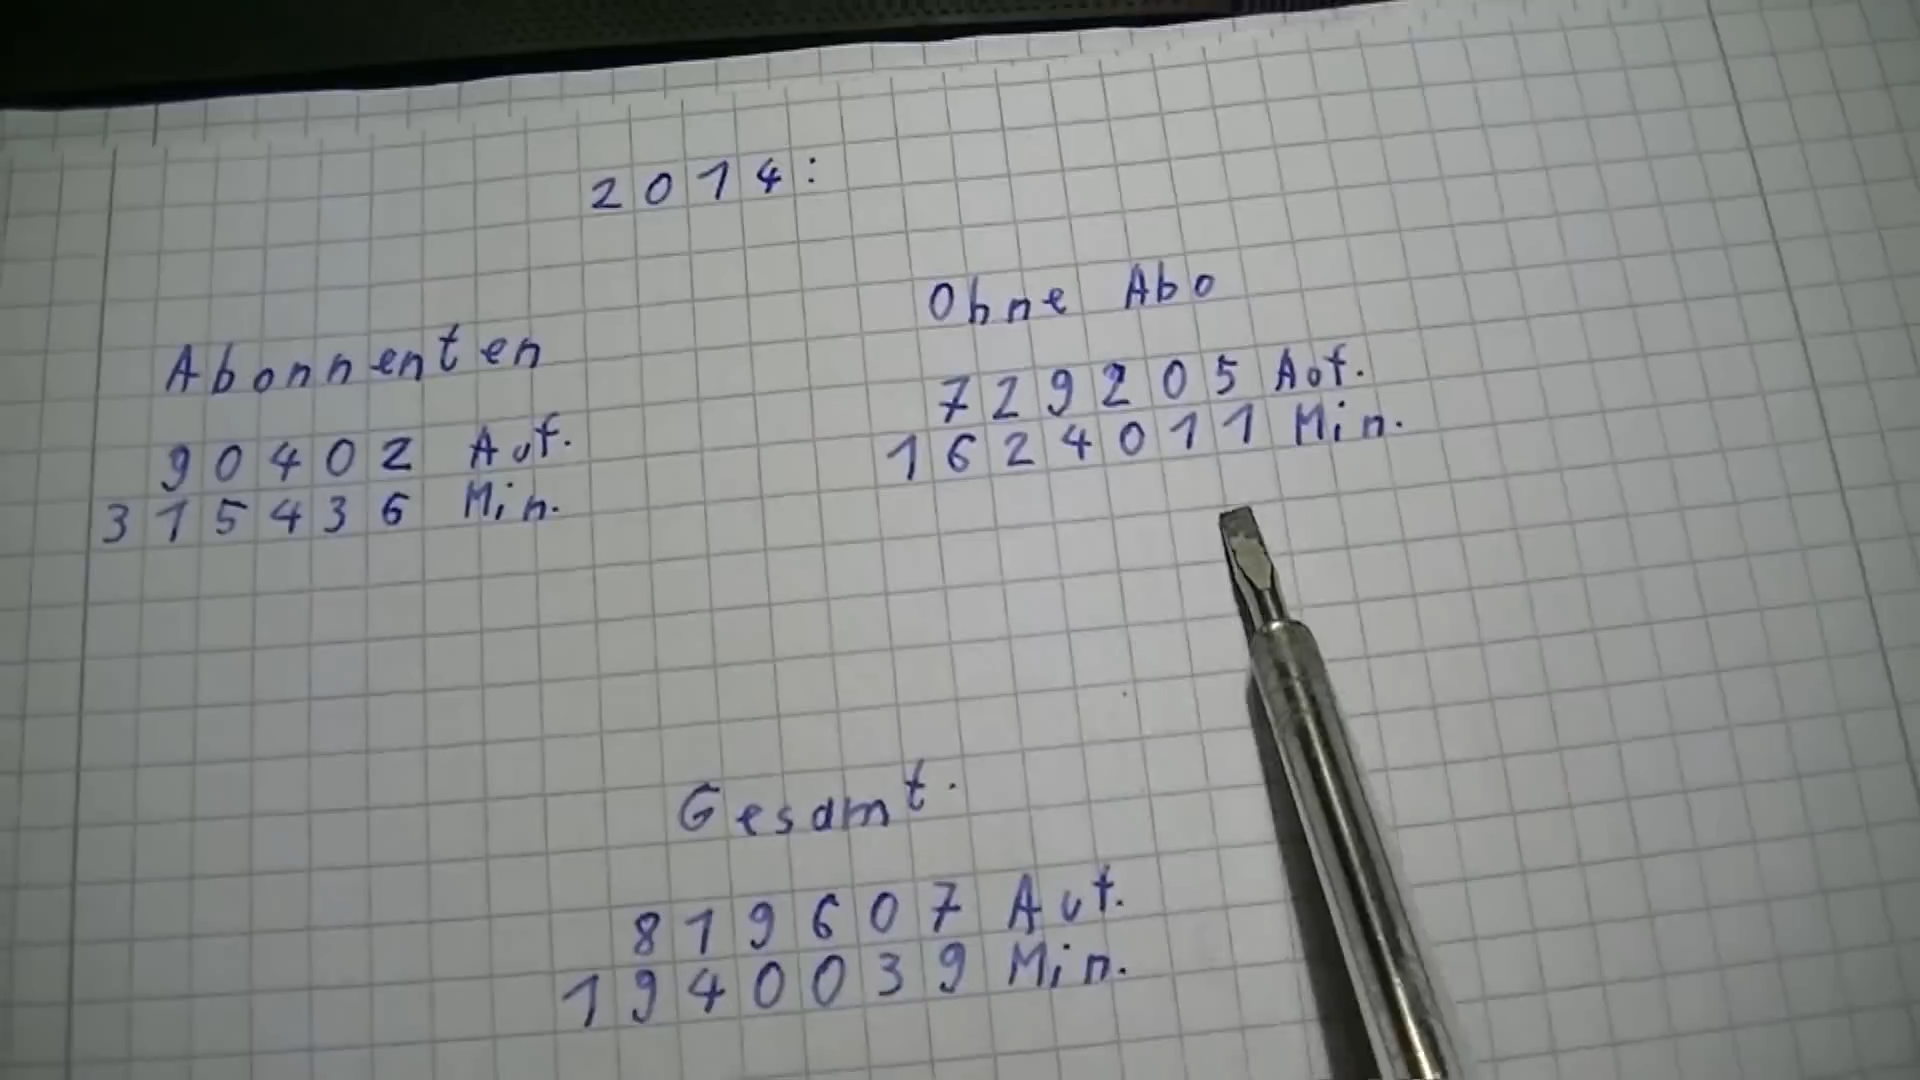 2014:
Abonnenten
90402 Auf.
315436 Min.
Ohne Abo
729205 Auf.
1624011 Min.
Gesamt.
819607 Auf.
1940039 Min.